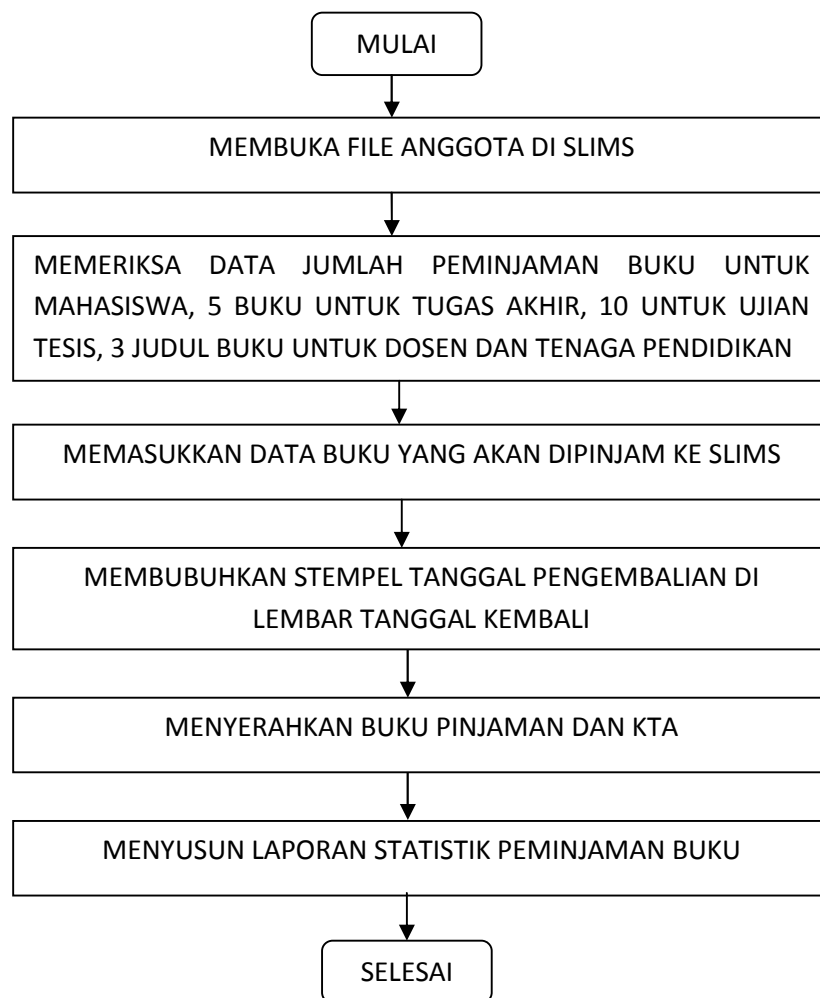 MULAI
MEMBUKA FILE ANGGOTA DI SLIMS
MEMERIKSA DATA JUMLAH PEMINJAMAN BUKU UNTUK
MAHASISWA, 5 BUKU UNTUK TUGAS AKHIR, 10 UNTUK UJIAN
TESIS, 3 JUDUL BUKU UNTUK DOSEN DAN TENAGA PENDIDIKAN
MEMASUKKAN DATA BUKU YANG AKAN DIPINJAM KE SLIMS
MEMBUBUHKAN STEMPEL TANGGAL PENGEMBALIAN DI
LEMBAR TANGGAL KEMBALI
MENYERAHKAN BUKU PINJAMAN DAN KTA
MENYUSUN LAPORAN STATISTIK PEMINJAMAN BUKU
SELESAI